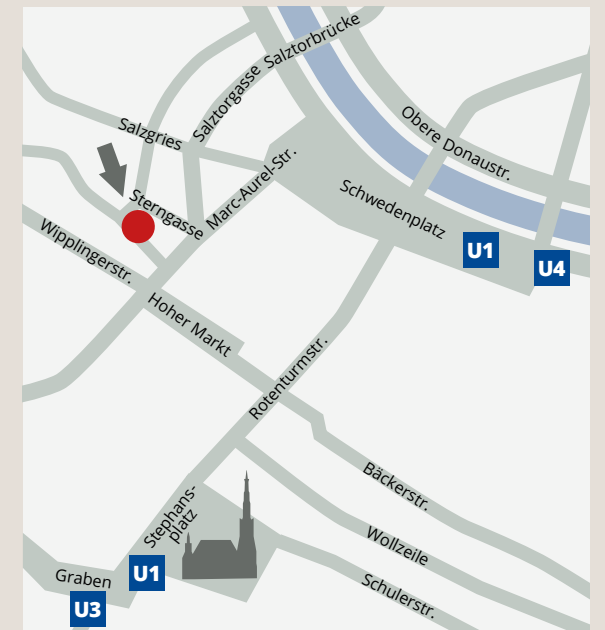 Salztorbrücke
Salztorgasse
Obere Donaustr.
Salzgries
Marc-Aurel-Str.
Sterngasse
Schwedenplatz
Wipplingerstr.
U1
U4
Hoher Markt
Rotenturmstr.
Bäckerstr.
Stephans-
platz
Wollzeile
U1
Graben
Schulerstr.
U3